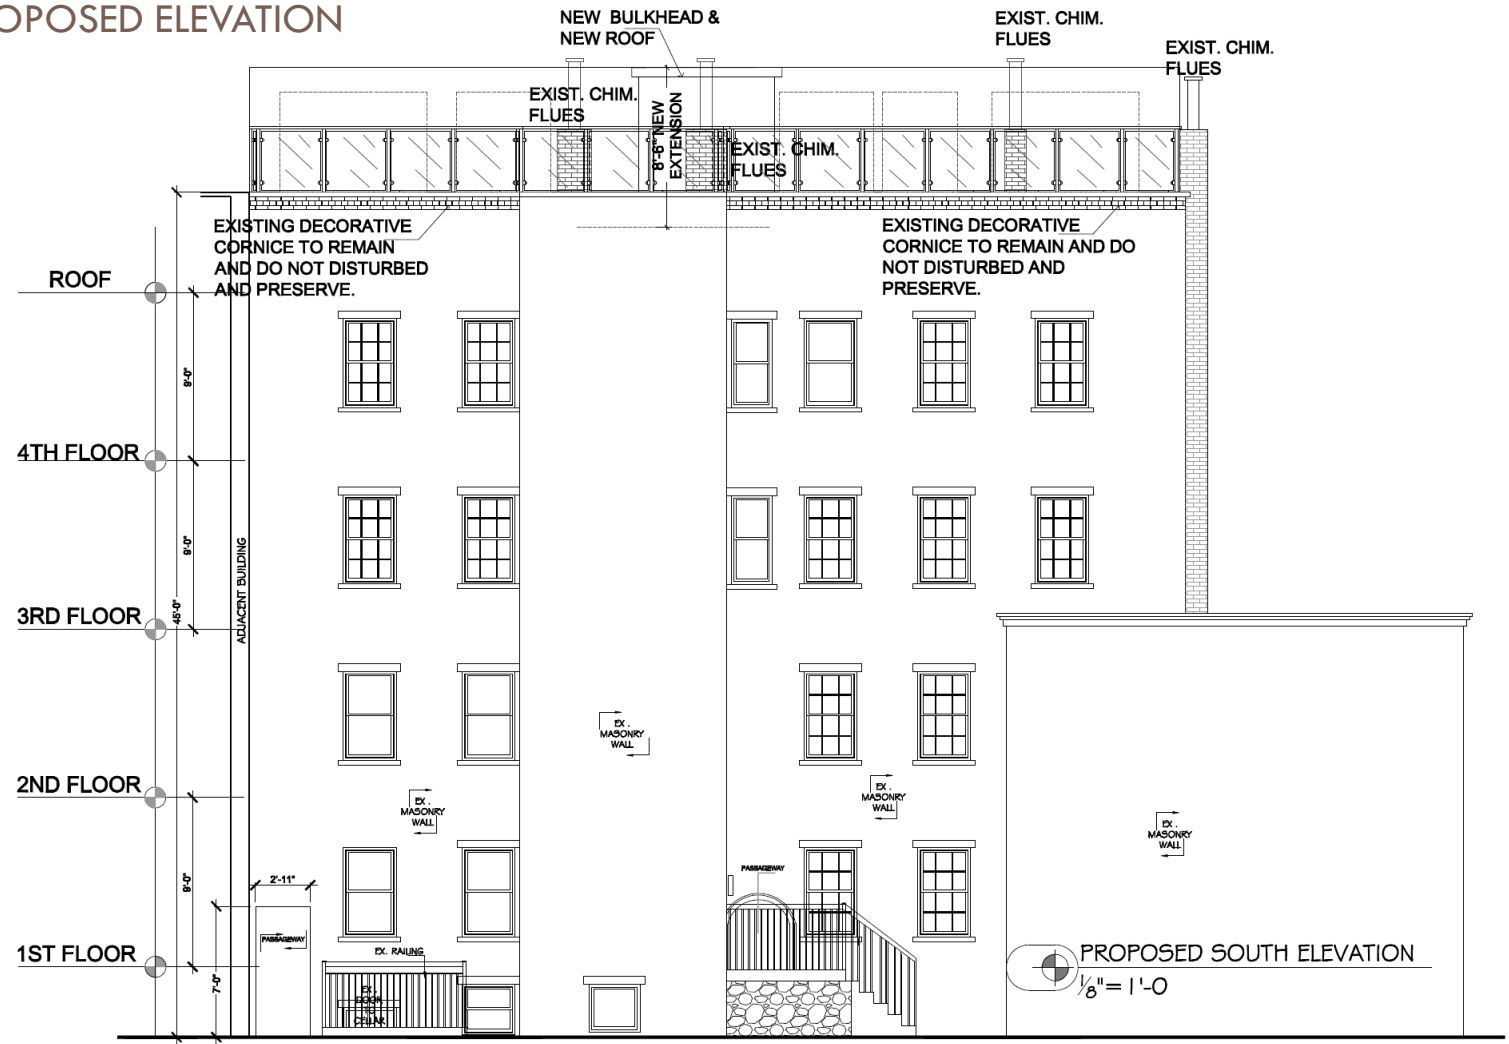 OPOSED ELEVATION
NEW BULKHEAD &
NEW ROOF
EXIST. CHIM.
FLUES
EXIST. CHIM.
FLUES
EXIST. CHIM.
FLUES
8'-6" NEW
EXTENSION
EXIST. CHIM.
FLUES
EXISTING DECORATIVE
CORNICE TO REMAIN
AND DO NOT DISTURBED
AND PRESERVE.
EXISTING DECORATIVE
CORNICE TO REMAIN AND DO
NOT DISTURBED AND
PRESERVE.
ROOF
9'-0"
4TH FLOOR
9'-0"
3RD FLOOR
45'-0"
ADJACENT BUILDING
2ND FLOOR
9'-0"
1ST FLOOR
7'-0"
2'-11"
PASSAGEWAY
EX. RAILING
EX.
DOOR
TO
CELLAR
EX.
MASONRY
WALL
EX.
MASONRY
WALL
EX.
MASONRY
WALL
EX.
MASONRY
WALL
PASSAGEWAY
PROPOSED SOUTH ELEVATION
1/8"= 1'-0